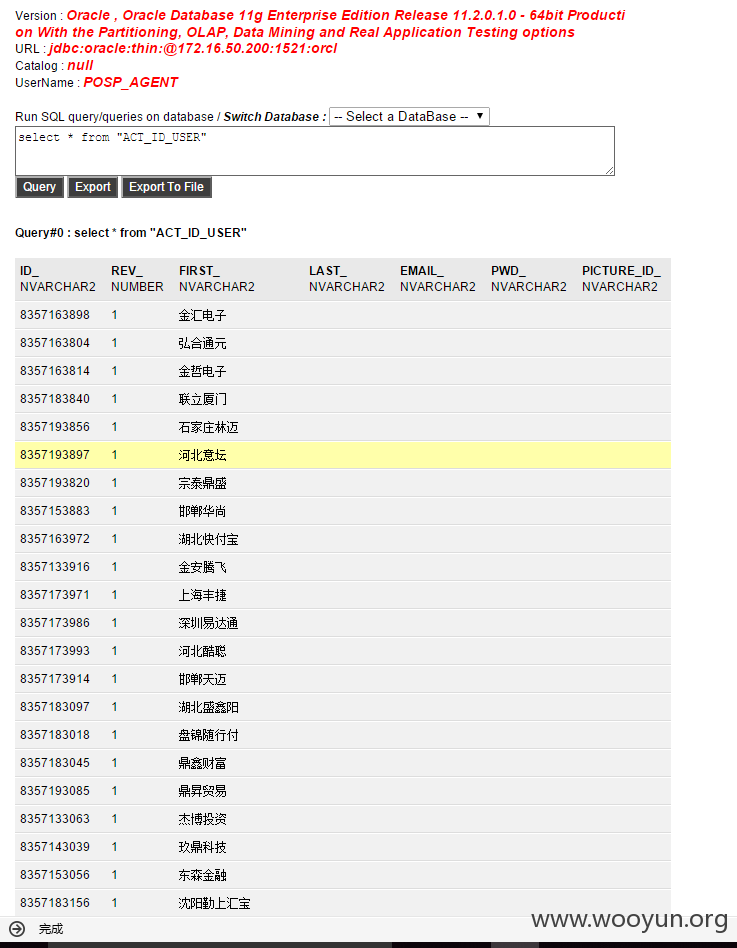 Version : Oracle , Oracle Database 11g Enterprise Edition Release 11.2.0.1.0 - 64bit Producti
on With the Partitioning, OLAP, Data Mining and Real Application Testing options
URL : jdbc:oracle:thin:@172.16.50.200:1521:orcl
Catalog : null
UserName : POSP_AGENT
Run SQL query/queries on database / Switch Database : -- Select a DataBase -- ▼
select * from "ACT_ID_USER"
Query Export Export To File
Query#0 : select * from "ACT_ID_USER"
ID_ REV_ FIRST_ LAST_ EMAIL_ PWD_ PICTURE_ID_
NVARCHAR2 NUMBER NVARCHAR2 NVARCHAR2 NVARCHAR2 NVARCHAR2 NVARCHAR2
8357163898 1 金汇电子
8357163804 1 弘合通元
8357163814 1 金哲电子
8357183840 1 联立厦门
8357193856 1 石家庄林迈
8357193897 1 河北意坛
8357193820 1 宗泰鼎盛
8357153883 1 邯郸华尚
8357163972 1 湖北快付宝
8357133916 1 金安腾飞
8357173971 1 上海丰捷
8357173986 1 深圳易达通
8357173993 1 河北酷聪
8357173914 1 邯郸天迈
8357183097 1 湖北盛鑫阳
8357183018 1 盘锦随行付
8357183045 1 鼎鑫财富
8357193085 1 鼎昇贸易
8357133063 1 杰博投资
8357143039 1 玖鼎科技
8357153056 1 东森金融
8357183156 1 沈阳勤上汇宝
www.wooyun.org
完成